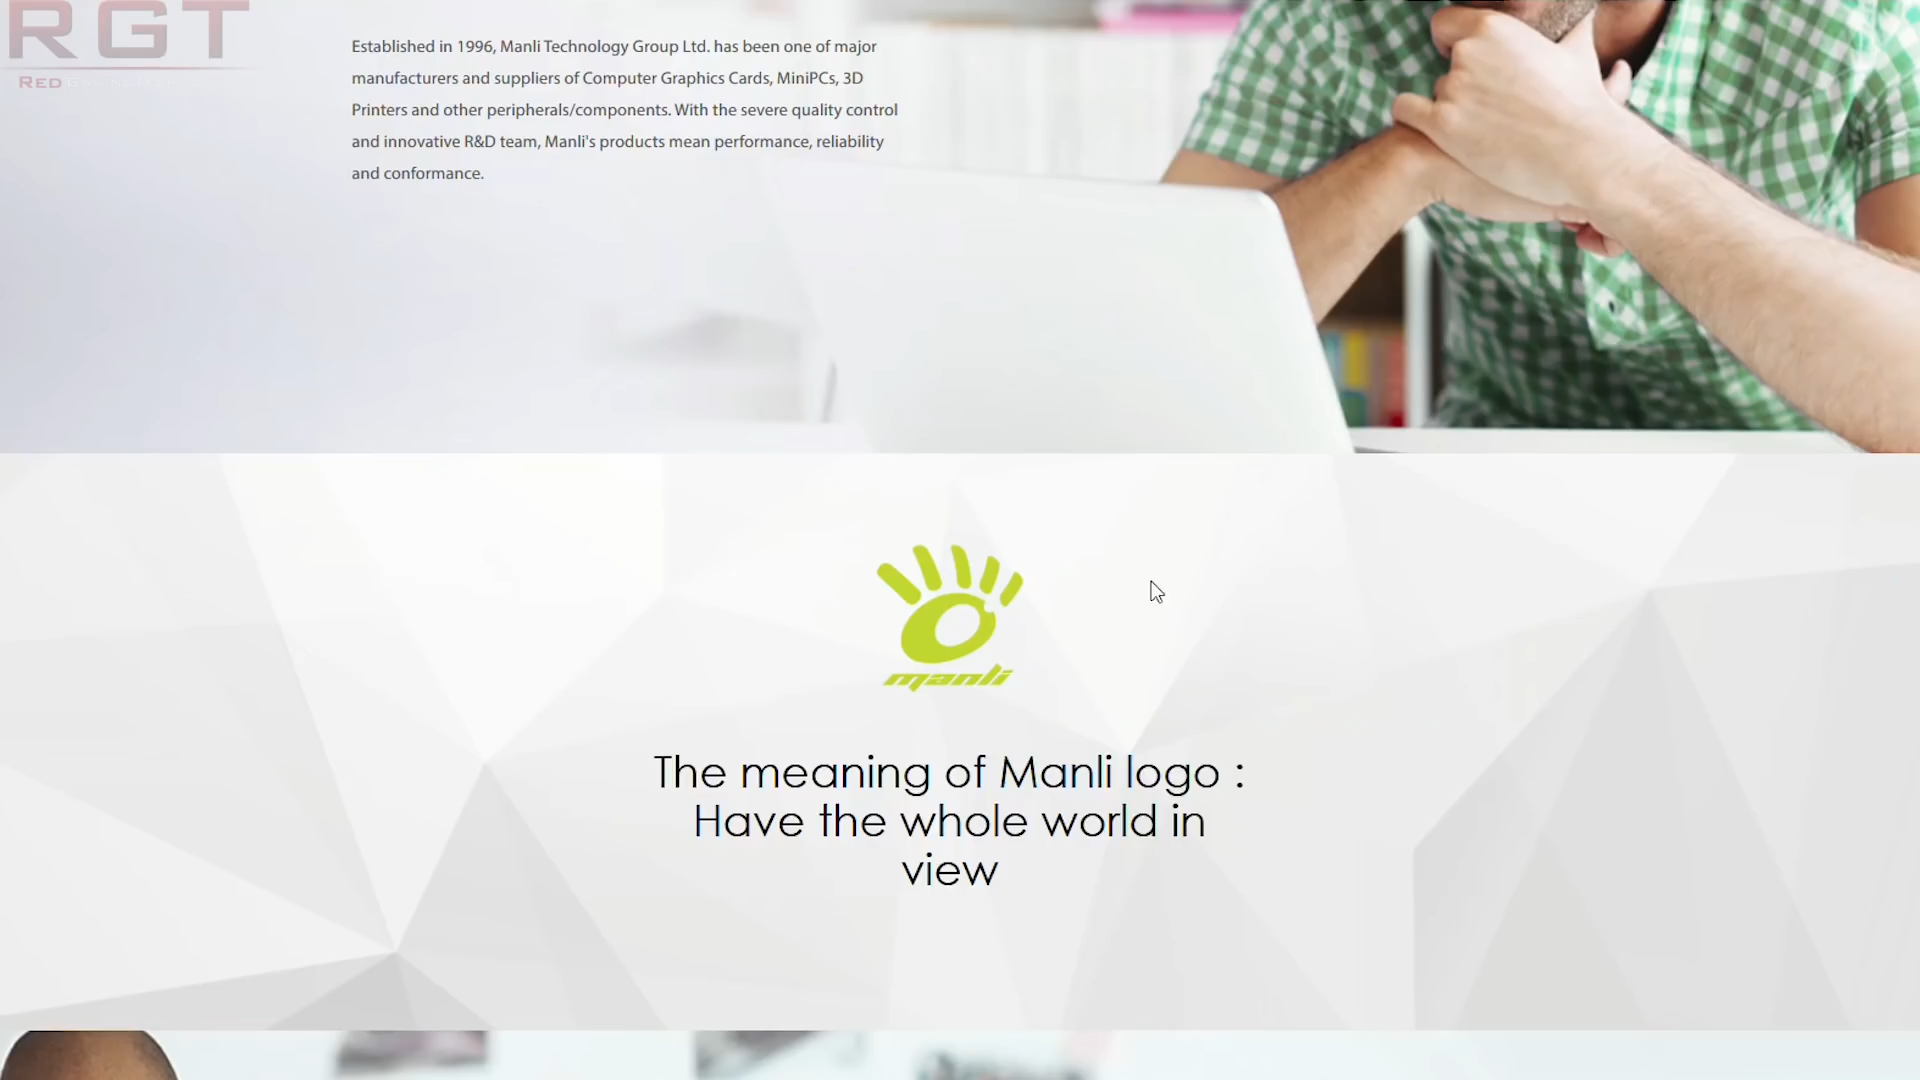 RGT
RED
Established in 1996, Manli Technology Group Ltd. has been one of major
manufacturers and suppliers of Computer Graphics Cards, MiniPCs, 3D
Printers and other peripherals/components. With the severe quality control
and innovative R&D team, Manli's products mean performance, reliability
and conformance.
manli
The meaning of Manli logo :
Have the whole world in
view